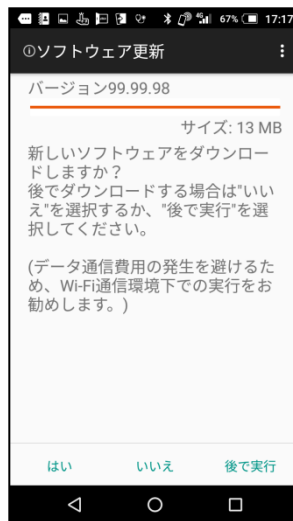 67% 17:17
ソフトウェア更新
バージョン99.99.98
サイズ: 13 MB
新しいソフトウェアをダウンロー
ドしますか？
後でダウンロードする場合は"いい
え"を選択するか、"後で実行"を選
択してください。
(データ通信費用の発生を避けるた
め、Wi-Fi通信環境下での実行をお
勧めします。)
はい いいえ 後で実行